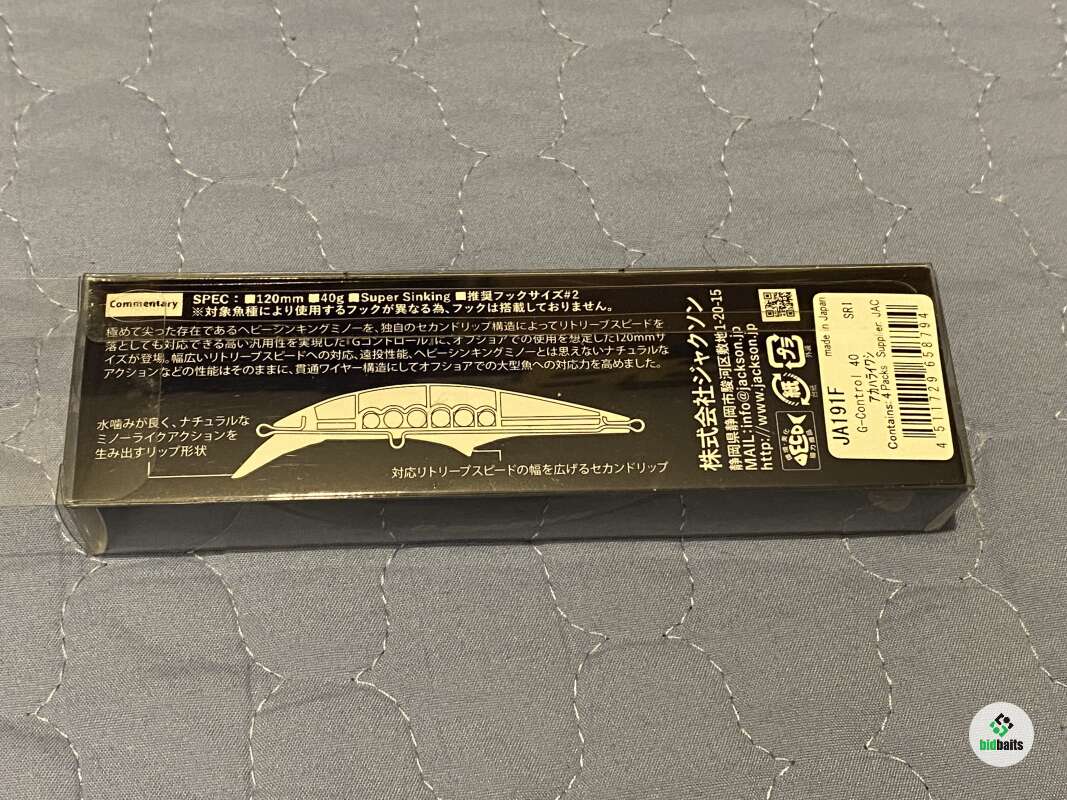 Commentary
SPEC：■120mm ■40g ■Super Sinking ■推奨フックサイズ#2
※対象魚種により使用するフックが異なる為、フックは搭載しておりません。
極めて尖った存在であるヘビーシンキングミノーを、独自のセカンドリップ構造によってリトリーブスピードを
落としても対応できる高い汎用性を実現した『Gコントロール』に、オフショアでの使用を想定した120mmサ
イズが登場。幅広いリトリーブスピードへの対応、遠投性能、ヘビーシンキングミノーとは思えないナチュラルな
アクションなどの性能はそのままに、貫通ワイヤー構造にしてオフショアでの大型魚への対応力を高めました。
水噛みが良く、ナチュラルな
ミノーライクアクションを
生み出すリップ形状
対応リトリーブスピードの幅を広げるセカンドリップ
株式会社ジャクソン
静岡県静岡市駿河区敷地1-20-15
MAIL:info@jackson.jp
http://www.jackson.jp
紙
外箱
台紙
made in Japan
JA191F
SRI
G-Control 40
アカハライワシ
Contains: 4 Packs Supplier JAC
4 511729 658194
bidbaits